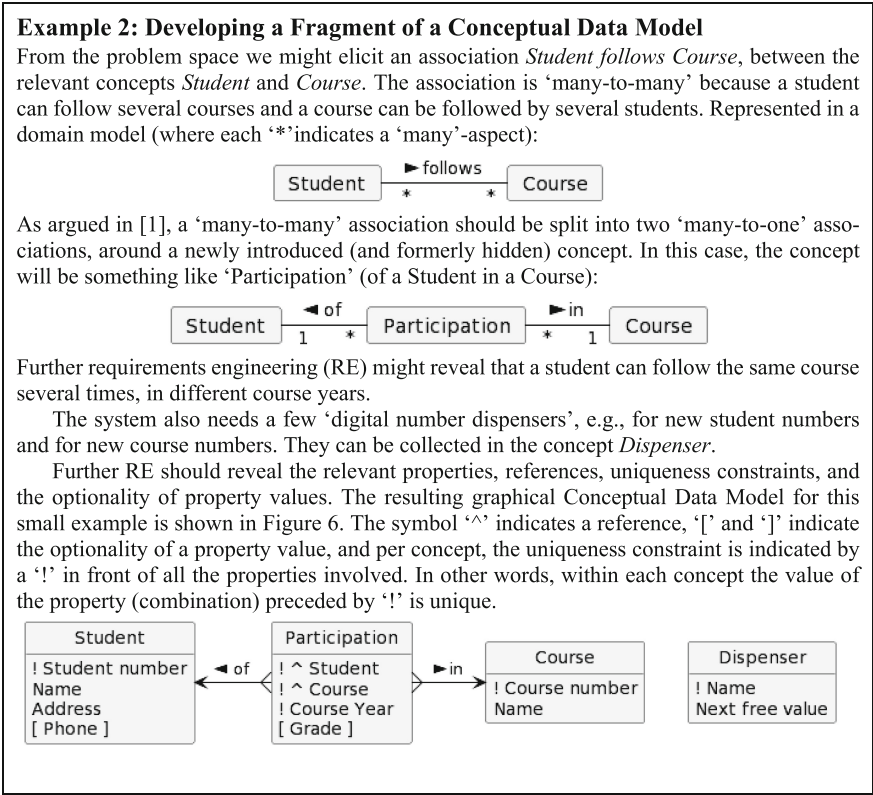 Example 2: Developing a Fragment of a Conceptual Data Model
From the problem space we might elicit an association Student follows Course, between the
relevant concepts Student and Course. The association is ‘many-to-many’ because a student
can follow several courses and a course can be followed by several students. Represented in a
domain model (where each ‘*’indicates a ‘many’-aspect):
Student * ► follows * Course
As argued in [1], a ‘many-to-many’ association should be split into two ‘many-to-one’ asso-
ciations, around a newly introduced (and formerly hidden) concept. In this case, the concept
will be something like ‘Participation’ (of a Student in a Course):
Student 1 ◄ of * Participation * ► in 1 Course
Further requirements engineering (RE) might reveal that a student can follow the same course
several times, in different course years.
The system also needs a few ‘digital number dispensers’, e.g., for new student numbers
and for new course numbers. They can be collected in the concept Dispenser.
Further RE should reveal the relevant properties, references, uniqueness constraints, and
the optionality of property values. The resulting graphical Conceptual Data Model for this
small example is shown in Figure 6. The symbol ‘^’ indicates a reference, ‘[’ and ‘]’ indicate
the optionality of a property value, and per concept, the uniqueness constraint is indicated by
a ‘!’ in front of all the properties involved. In other words, within each concept the value of
the property (combination) preceded by ‘!’ is unique.
Student
! Student number
Name
Address
[ Phone ]
◄ of
Participation
! ^ Student
! ^ Course
! Course Year
[ Grade ]
► in
Course
! Course number
Name
Dispenser
! Name
Next free value